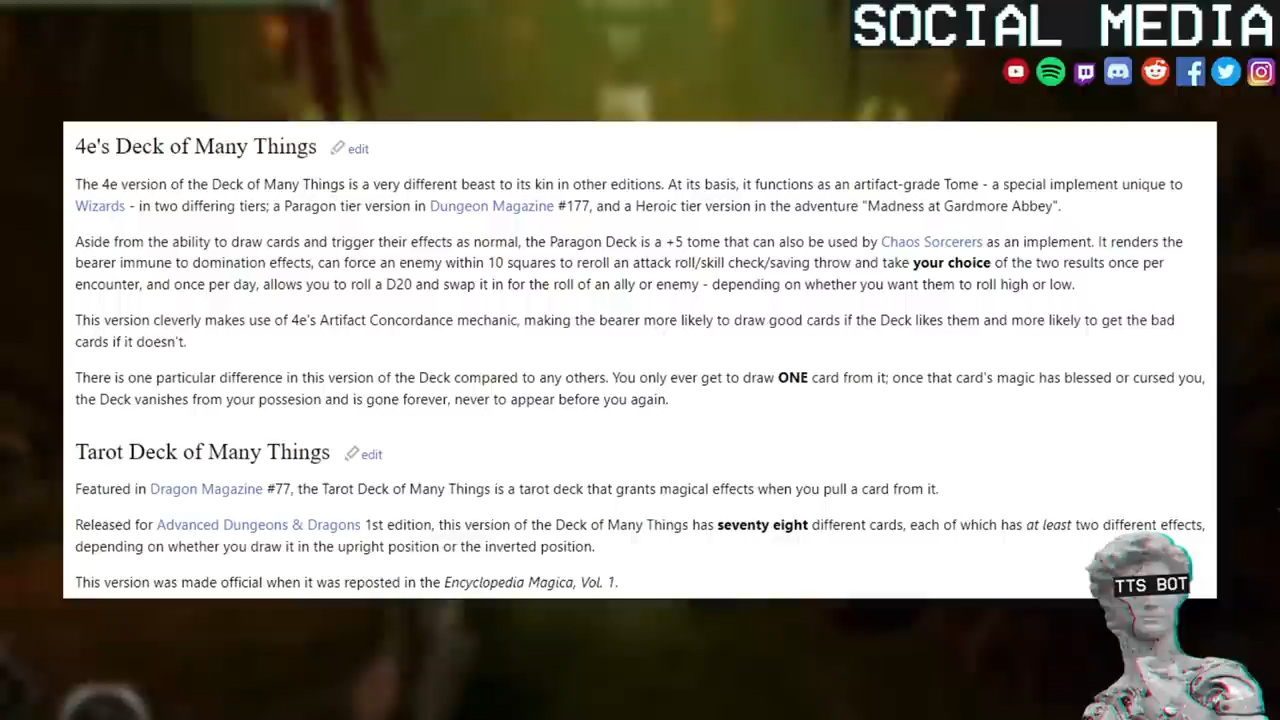 SOCIAL MEDIA
4e's Deck of Many Things edit
The 4e version of the Deck of Many Things is a very different beast to its kin in other editions. At its basis, it functions as an artifact-grade Tome - a special implement unique to
Wizards - in two differing tiers; a Paragon tier version in Dungeon Magazine #177, and a Heroic tier version in the adventure "Madness at Gardmore Abbey".
Aside from the ability to draw cards and trigger their effects as normal, the Paragon Deck is a +5 tome that can also be used by Chaos Sorcerers as an implement. It renders the
bearer immune to domination effects, can force an enemy within 10 squares to reroll an attack roll/skill check/saving throw and take your choice of the two results once per
encounter, and once per day, allows you to roll a D20 and swap it in for the roll of an ally or enemy - depending on whether you want them to roll high or low.
This version cleverly makes use of 4e's Artifact Concordance mechanic, making the bearer more likely to draw good cards if the Deck likes them and more likely to get the bad
cards if it doesn't.
There is one particular difference in this version of the Deck compared to any others. You only ever get to draw ONE card from it; once that card's magic has blessed or cursed you,
the Deck vanishes from your possesion and is gone forever, never to appear before you again.
Tarot Deck of Many Things edit
Featured in Dragon Magazine #77, the Tarot Deck of Many Things is a tarot deck that grants magical effects when you pull a card from it.
Released for Advanced Dungeons & Dragons 1st edition, this version of the Deck of Many Things has seventy eight different cards, each of which has at least two different effects,
depending on whether you draw it in the upright position or the inverted position.
This version was made official when it was reposted in the Encyclopedia Magica, Vol. 1.
TTS BOT